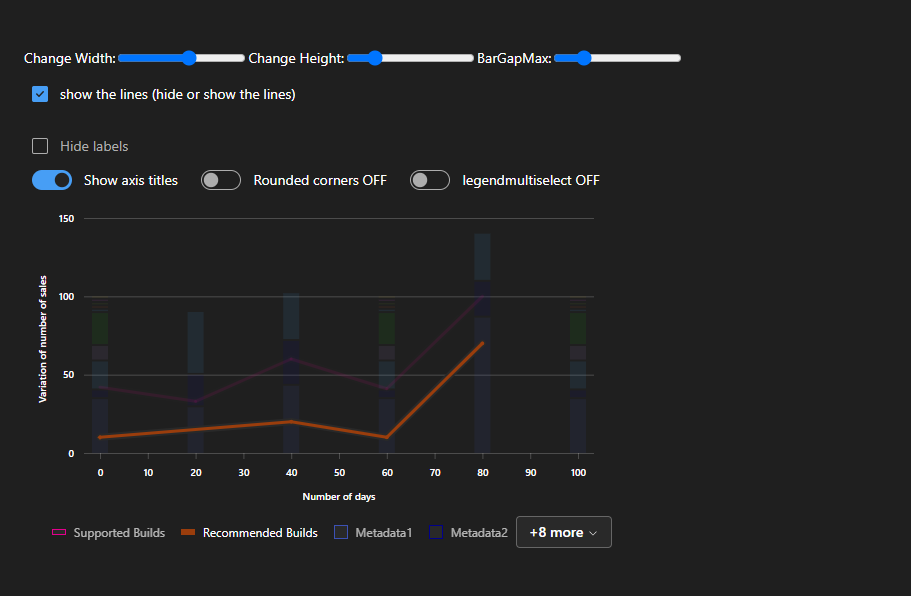 Change Width: Change Height: BarGapMax:
show the lines (hide or show the lines)
Hide labels
Show axis titles Rounded corners OFF legendmultiselect OFF
150
100
50
0
Variation of number of sales
0 10 20 30 40 50 60 70 80 90 100
Number of days
Supported Builds Recommended Builds Metadata1 Metadata2 +8 more